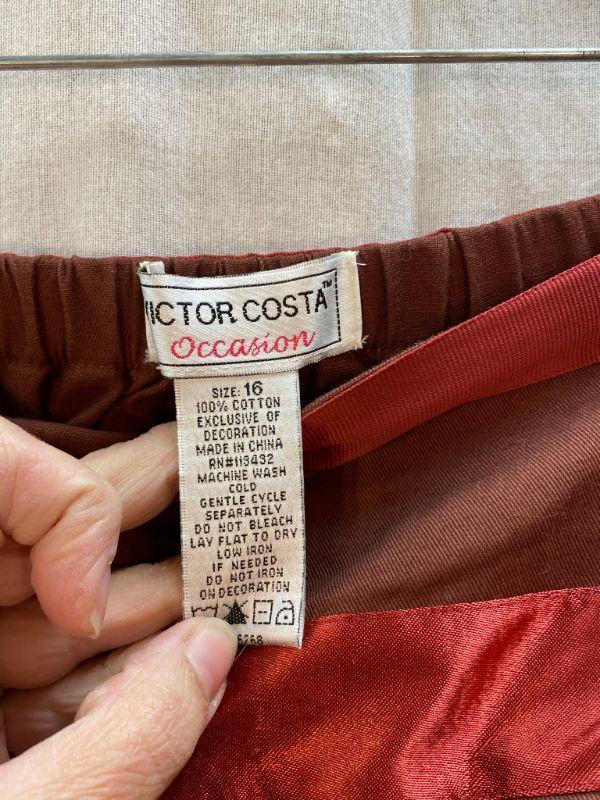 VICTOR COSTA™
Occasion
SIZE: 16
100% COTTON
EXCLUSIVE OF
DECORATION
MADE IN CHINA
RN#113432
MACHINE WASH
COLD
GENTLE CYCLE
SEPARATELY
DO NOT BLEACH
LAY FLAT TO DRY
LOW IRON
IF NEEDED
DO NOT IRON
ON DECORATION